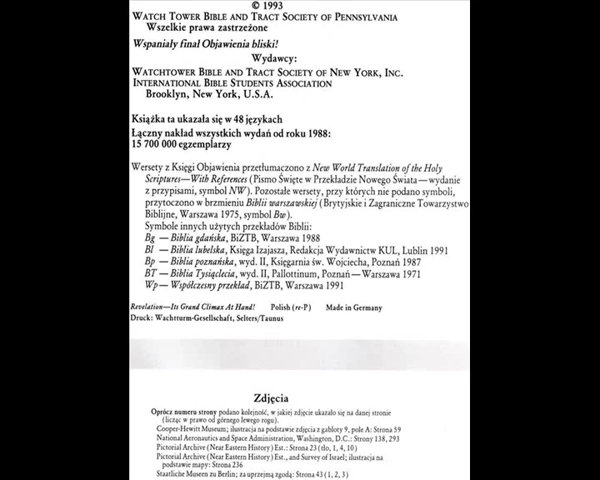 © 1993
WATCH TOWER BIBLE AND TRACT SOCIETY OF PENNSYLVANIA
Wszelkie prawa zastrzeżone
Wspaniały finał Objawienia bliski!
Wydawcy:
WATCHTOWER BIBLE AND TRACT SOCIETY OF NEW YORK, INC.
INTERNATIONAL BIBLE STUDENTS ASSOCIATION
Brooklyn, New York, U.S.A.
Książka ta ukazała się w 48 językach
Łączny nakład wszystkich wydań od roku 1988:
15 700 000 egzemplarzy
Wersety z Księgi Objawienia przetłumaczono z New World Translation of the Holy
Scriptures—With References (Pismo Święte w Przekładzie Nowego Świata—wydanie
z przypisami, symbol NW). Pozostałe wersety, przy których nie podano symboli,
przytoczono w brzmieniu Biblii warszawskiej (Brytyjskie i Zagraniczne Towarzystwo
Biblijne, Warszawa 1975, symbol Bw).
Symbole innych użytych przekładów Biblii:
Bg — Biblia gdańska, BiZTB, Warszawa 1988
Bl — Biblia lubelska, Księga Izajasza, Redakcja Wydawnictw KUL, Lublin 1991
Bp — Biblia poznańska, wyd. II, Księgarnia św. Wojciecha, Poznań 1987
BT — Biblia Tysiąclecia, wyd. II, Pallottinum, Poznań—Warszawa 1971
Wp — Współczesny przekład, BiZTB, Warszawa 1991
Revelation—Its Grand Climax At Hand! Polish (re-P) Made in Germany
Druck: Wachtturm-Gesellschaft, Selters/Taunus
Zdjęcia
Oprócz numeru strony podano kolejność, w jakiej zdjęcie ukazało się na danej stronie
(licząc w prawo od górnego lewego rogu).
Cooper-Hewitt Museum; ilustracja na podstawie zdjęcia z gabloty 9, pole A: Strona 59
National Aeronautics and Space Administration, Washington, D.C.: Strony 138, 293
Pictorial Archive (Near Eastern History) Est.: Strona 23 (do, 1, 4, 10)
Pictorial Archive (Near Eastern History) Est., and Survey of Israel; ilustracja na
podstawie mapy: Strona 236
Staatliche Museen zu Berlin; za uprzejmą zgodą: Strona 43 (1, 2, 3)